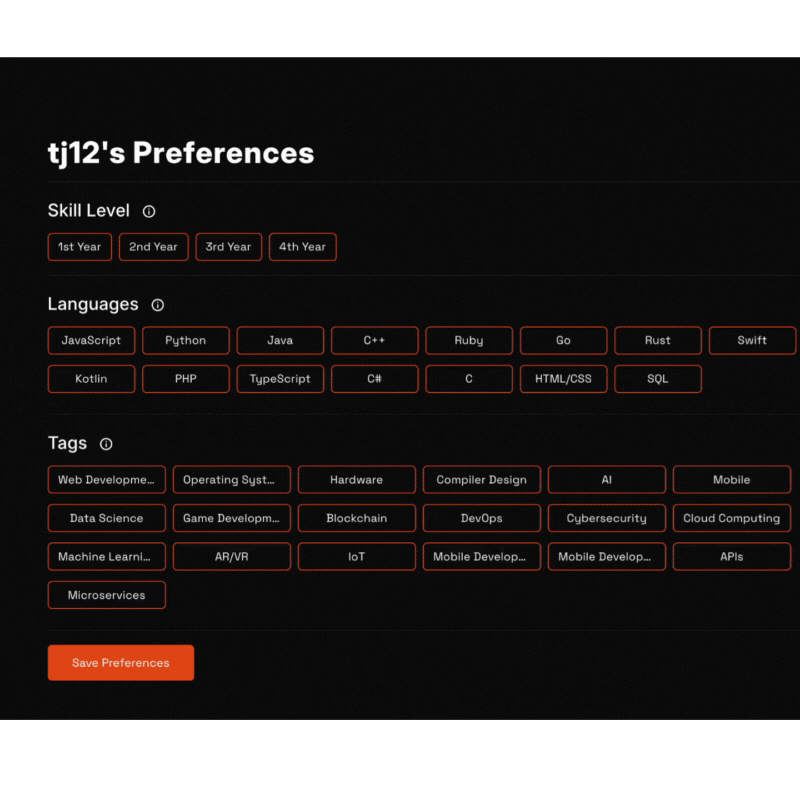 tj12's Preferences
Skill Level
1st Year 2nd Year 3rd Year 4th Year
Languages
JavaScript Python Java C++ Ruby Go Rust Swift
Kotlin PHP TypeScript C# C HTML/CSS SQL
Tags
Web Developme... Operating Syst... Hardware Compiler Design AI Mobile
Data Science Game Developm... Blockchain DevOps Cybersecurity Cloud Computing
Machine Learni... AR/VR IoT Mobile Develop... Mobile Develop... APIs
Microservices
Save Preferences